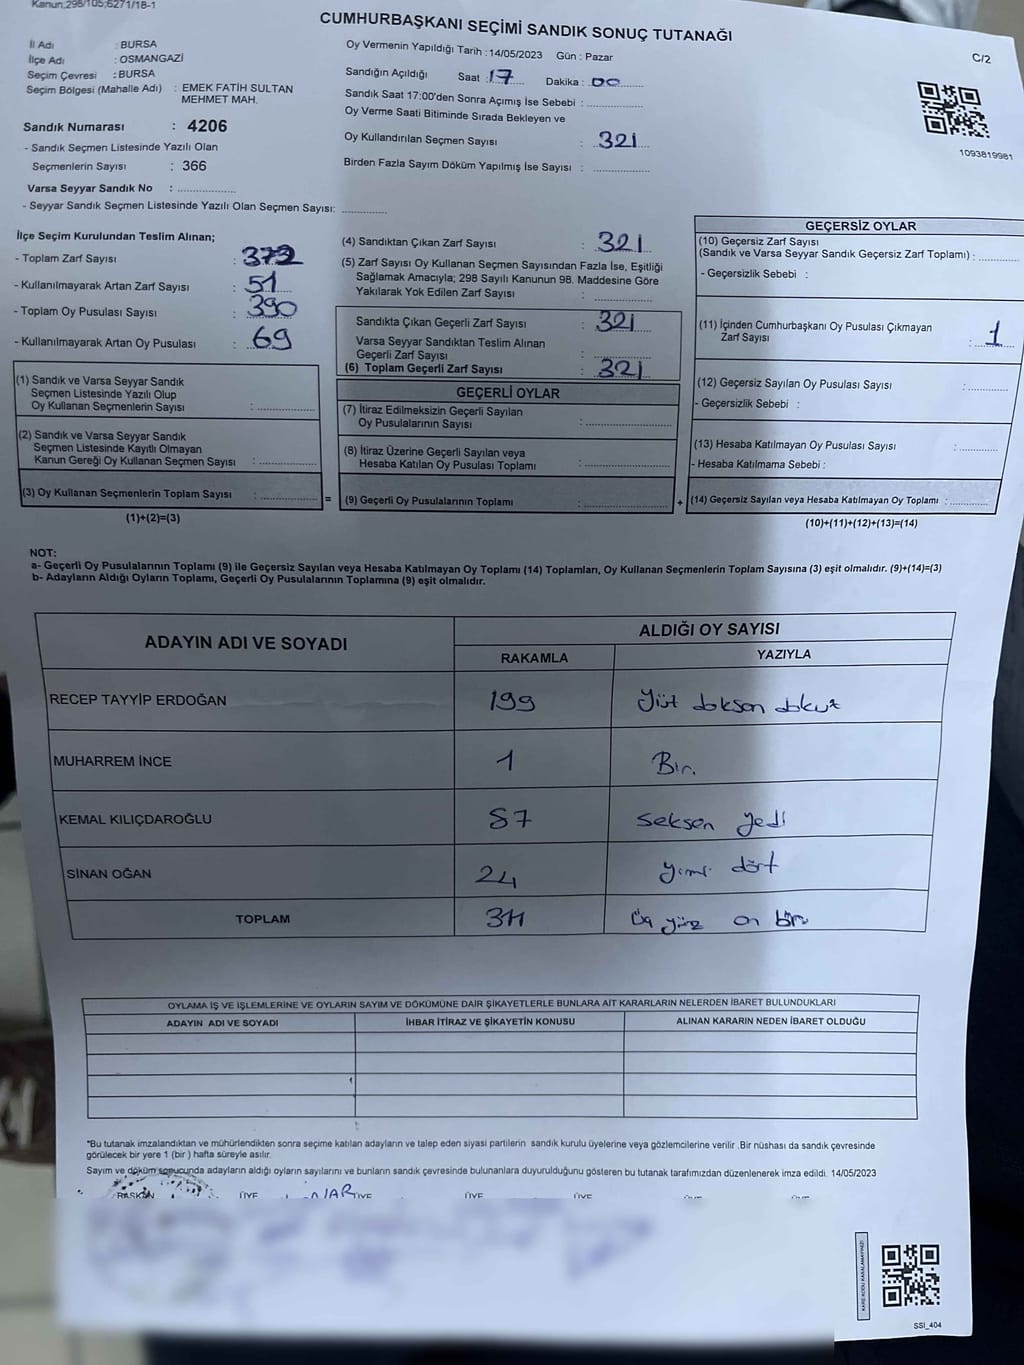 Kanun;298/105;6271/18-1
CUMHURBAŞKANI SEÇİMİ SANDIK SONUÇ TUTANAĞI
C/2
İl Adı : BURSA
İlçe Adı : OSMANGAZİ
Seçim Çevresi : BURSA
Seçim Bölgesi (Mahalle Adı) : EMEK FATİH SULTAN
MEHMET MAH.
Sandık Numarası : 4206
- Sandık Seçmen Listesinde Yazılı Olan
Seçmenlerin Sayısı : 366
Varsa Seyyar Sandık No : ................
- Seyyar Sandık Seçmen Listesinde Yazılı Olan Seçmen Sayısı: ............
Oy Vermenin Yapıldığı Tarih : 14/05/2023 Gün : Pazar
Sandığın Açıldığı Saat : 17 Dakika : 00
Sandık Saat 17:00'den Sonra Açımış İse Sebebi : ................
Oy Verme Saati Bitiminde Sırada Bekleyen ve
Oy Kullandırılan Seçmen Sayısı : 321
Birden Fazla Sayım Döküm Yapılmış İse Sayısı : ................
1093819981
İlçe Seçim Kurulundan Teslim Alınan;
- Toplam Zarf Sayısı : 372
- Kullanılmayarak Artan Zarf Sayısı : 51
- Toplam Oy Pusulası Sayısı : 390
- Kullanılmayarak Artan Oy Pusulası : 69
(1) Sandık ve Varsa Seyyar Sandık
Seçmen Listesinde Yazılı Olup
Oy Kullanan Seçmenlerin Sayısı : ................
(2) Sandık ve Varsa Seyyar Sandık
Seçmen Listesinde Kayıtlı Olmayan
Kanun Gereği Oy Kullanan Seçmen Sayısı : ................
(3) Oy Kullanan Seçmenlerin Toplam Sayısı : ................
(1)+(2)=(3)
=
(4) Sandıktan Çıkan Zarf Sayısı : 321
(5) Zarf Sayısı Oy Kullanan Seçmen Sayısından Fazla İse, Eşitliği
Sağlamak Amacıyla; 298 Sayılı Kanunun 98. Maddesine Göre
Yakılarak Yok Edilen Zarf Sayısı : ................
Sandıkta Çıkan Geçerli Zarf Sayısı : 321
Varsa Seyyar Sandıktan Teslim Alınan
Geçerli Zarf Sayısı : ................
(6) Toplam Geçerli Zarf Sayısı : 321
GEÇERLİ OYLAR
(7) İtiraz Edilmeksizin Geçerli Sayılan
Oy Pusulalarının Sayısı : ................
(8) İtiraz Üzerine Geçerli Sayılan veya
Hesaba Katılan Oy Pusulası Toplamı : ................
(9) Geçerli Oy Pusulalarının Toplamı : ................
+
GEÇERSİZ OYLAR
(10) Geçersiz Zarf Sayısı
(Sandık ve Varsa Seyyar Sandık Geçersiz Zarf Toplamı) : ............
- Geçersizlik Sebebi :
(11) İçinden Cumhurbaşkanı Oy Pusulası Çıkmayan
Zarf Sayısı : 1
(12) Geçersiz Sayılan Oy Pusulası Sayısı : ............
- Geçersizlik Sebebi :
(13) Hesaba Katılmayan Oy Pusulası Sayısı : ............
- Hesaba Katılmama Sebebi :
(14) Geçersiz Sayılan veya Hesaba Katılmayan Oy Toplamı : ............
(10)+(11)+(12)+(13)=(14)
NOT:
a- Geçerli Oy Pusulalarının Toplamı (9) ile Geçersiz Sayılan veya Hesaba Katılmayan Oy Toplamı (14) Toplamları, Oy Kullanan Seçmenlerin Toplam Sayısına (3) eşit olmalıdır. (9)+(14)=(3)
b- Adayların Aldığı Oyların Toplamı, Geçerli Oy Pusulalarının Toplamına (9) eşit olmalıdır.
ADAYIN ADI VE SOYADI ALDIĞI OY SAYISI
RAKAMLA YAZIYLA
RECEP TAYYİP ERDOĞAN 199 Yüt doksan dokuz
MUHARREM İNCE 1 Bir.
KEMAL KILIÇDAROĞLU 87 seksen yedi
SİNAN OĞAN 24 yirmi dört
TOPLAM 311 üç yüz on bir
OYLAMA İŞ VE İŞLEMLERİNE VE OYLARIN SAYIM VE DÖKÜMÜNE DAİR ŞİKAYETLERLE BUNLARA AİT KARARLARIN NELERDEN İBARET BULUNDUKLARI
ADAYIN ADI VE SOYADI İHBAR İTİRAZ VE ŞİKAYETİN KONUSU ALINAN KARARIN NEDEN İBARET OLDUĞU
*Bu tutanak imzalandıktan ve mühürlendikten sonra seçime katılan adayların ve talep eden siyasi partilerin sandık kurulu üyelerine veya gözlemcilerine verilir. Bir nüshası da sandık çevresinde
görülecek bir yere 1 (bir) hafta süreyle asılır.
Sayım ve döküm sonucunda adayların aldığı oyların sayılarını ve bunların sandık çevresinde bulunanlara duyurulduğunu gösteren bu tutanak tarafımızdan düzenlenerek imza edildi. 14/05/2023
BAŞKAN ÜYE ÜYE ÜYE ÜYE ÜYE ÜYE
KARE KODU KARALAMAYINIZ!
SSI_404